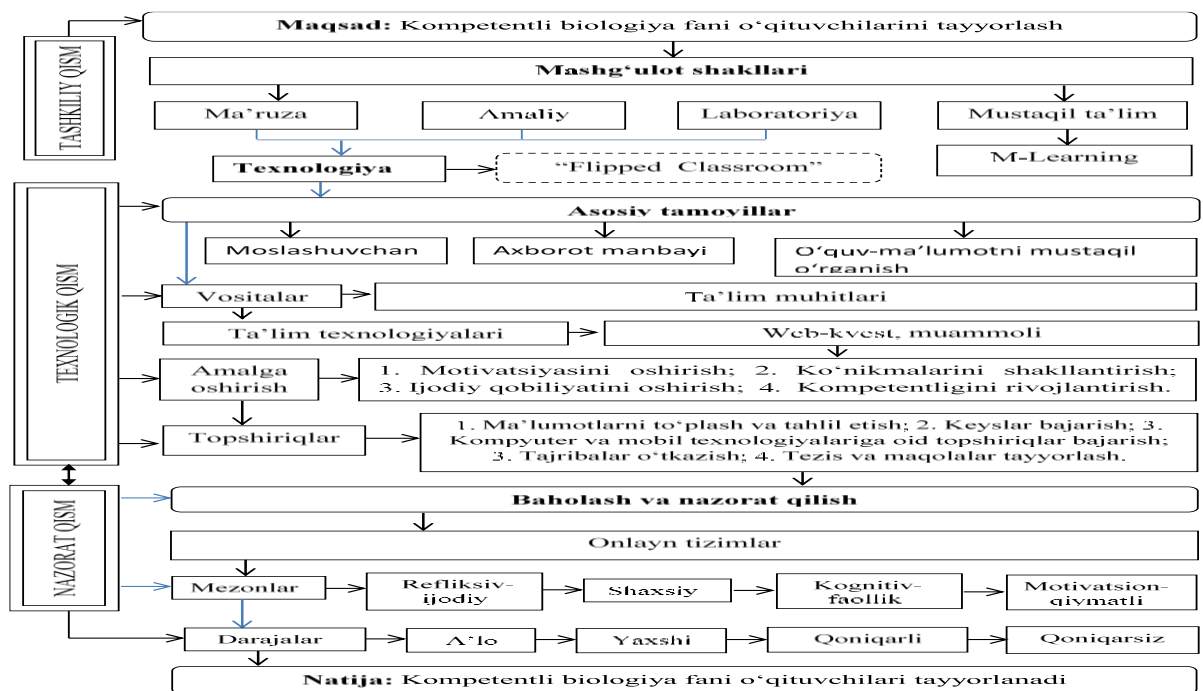 Maqsad: Kompetentli biologiya fani o‘qituvchilarini tayyorlash
TASHKILIY QISM
Mashg‘ulot shakllari
Ma’ruza
Amaliy
Laboratoriya
Mustaqil ta’lim
Texnologiya
“Flipped Classroom”
M-Learning
TEXNOLOGIK QISM
Asosiy tamoyillar
Moslashuvchan
Axborot manbayi
O‘quv-ma’lumotni mustaqil
o‘rganish
Vositalar
Ta’lim muhitlari
Ta’lim texnologiyalari
Web-kvest, muammoli
Amalga
oshirish
1. Motivatsiyasini oshirish; 2. Ko‘nikmalarini shakllantirish;
3. Ijodiy qobiliyatini oshirish; 4. Kompetentligini rivojlantirish.
Topshiriqlar
1. Ma’lumotlarni to‘plash va tahlil etish; 2. Keyslar bajarish; 3.
Kompyuter va mobil texnologiyalariga oid topshiriqlar bajarish;
3. Tajribalar o‘tkazish; 4. Tezis va maqolalar tayyorlash.
NAZORAT QISM
Baholash va nazorat qilish
Onlayn tizimlar
Mezonlar
Refliksiv-
ijodiy
Shaxsiy
Kognitiv-
faollik
Motivatsion-
qiymatli
Darajalar
A’lo
Yaxshi
Qoniqarli
Qoniqarsiz
Natija: Kompetentli biologiya fani o‘qituvchilari tayyorlanadi